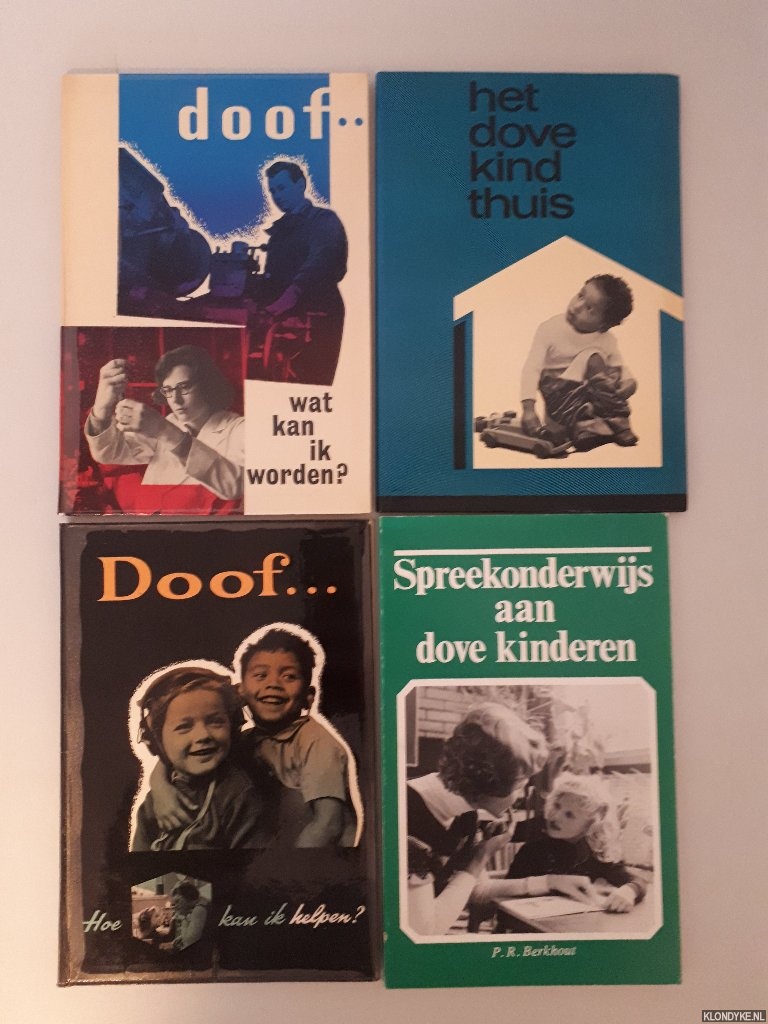 doof..
wat
kan
ik
worden?
het
dove
kind
thuis
Doof...
Hoe kan ik helpen?
Spreekonderwijs
aan
dove kinderen
P. R. Berkhout
KLONDYKE.NL